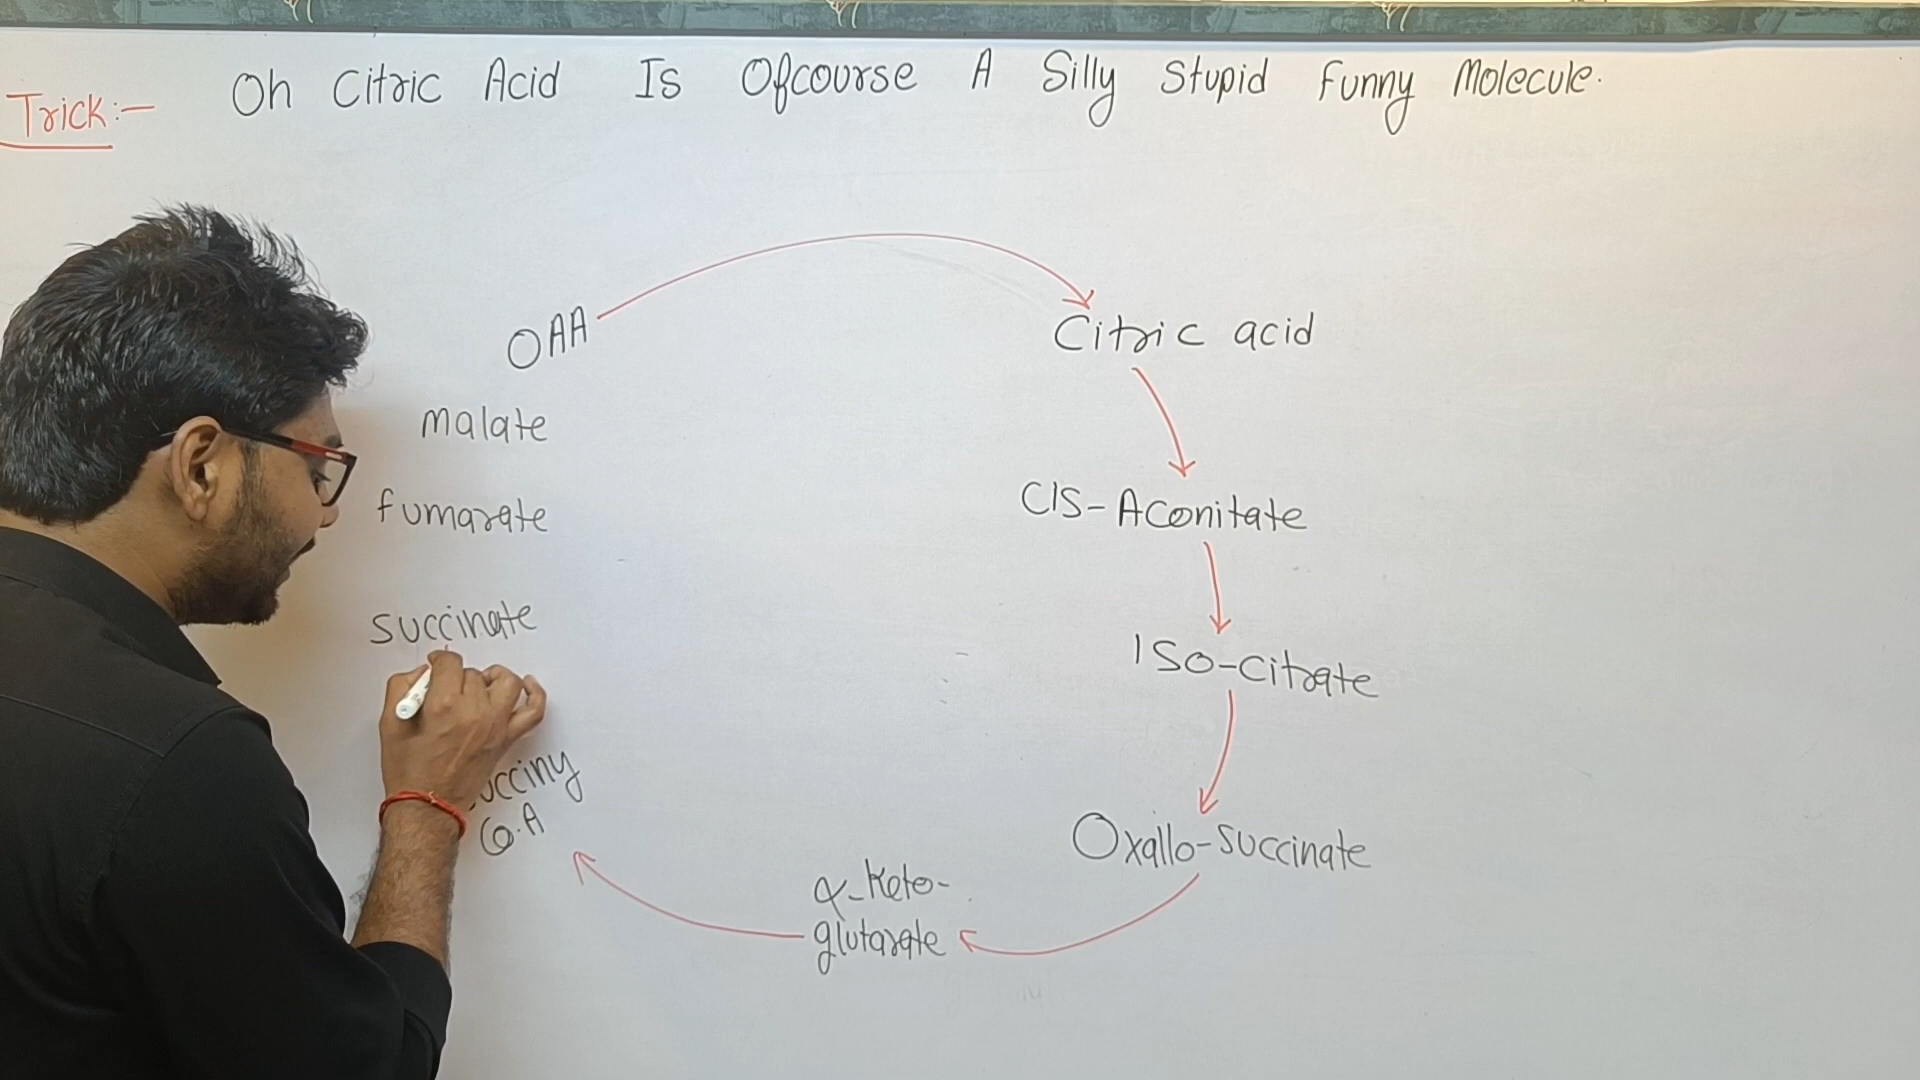 Trick:- Oh Citric Acid Is Ofcourse A Silly Stupid Funny Molecule.
OAA
Citric acid
malate
CIS-Aconitate
fumarate
succinate
ISO-citrate
ucciny
Co.A
Oxallo-succinate
α-Keto-
glutarate